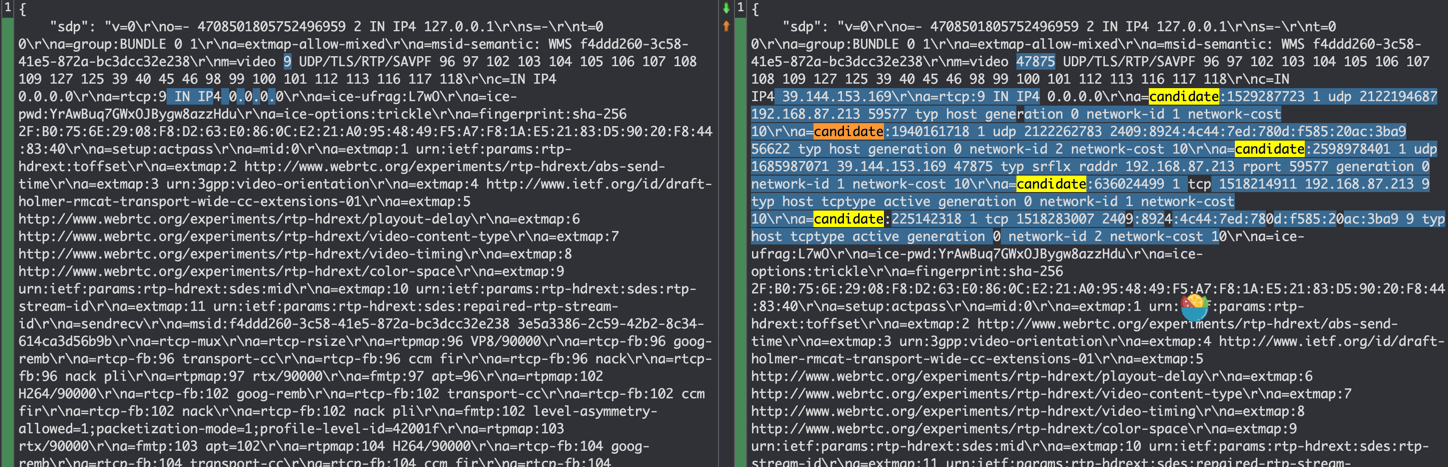 1 {
"sdp": "v=0\r\no=- 4708501805752496959 2 IN IP4 127.0.0.1\r\ns=-\r\nt=0
0\r\na=group:BUNDLE 0 1\r\na=extmap-allow-mixed\r\na=msid-semantic: WMS f4ddd260-3c58-
41e5-872a-bc3dcc32e238\r\nm=video 9 UDP/TLS/RTP/SAVPF 96 97 102 103 104 105 106 107 108
109 127 125 39 40 45 46 98 99 100 101 112 113 116 117 118\r\nc=IN IP4
0.0.0.0\r\na=rtcp:9 IN IP4 0.0.0.0\r\na=ice-ufrag:L7wO\r\na=ice-
pwd:YrAwBuq7GWxOJBygw8azzHdu\r\na=ice-options:trickle\r\na=fingerprint:sha-256
2F:B0:75:6E:29:08:F8:D2:63:E0:86:0C:E2:21:A0:95:48:49:F5:A7:F8:1A:E5:21:83:D5:90:20:F8:44
:83:40\r\na=setup:actpass\r\na=mid:0\r\na=extmap:1 urn:ietf:params:rtp-
hdrext:toffset\r\na=extmap:2 http://www.webrtc.org/experiments/rtp-hdrext/abs-send-
time\r\na=extmap:3 urn:3gpp:video-orientation\r\na=extmap:4 http://www.ietf.org/id/draft-
holmer-rmcat-transport-wide-cc-extensions-01\r\na=extmap:5
http://www.webrtc.org/experiments/rtp-hdrext/playout-delay\r\na=extmap:6
http://www.webrtc.org/experiments/rtp-hdrext/video-content-type\r\na=extmap:7
http://www.webrtc.org/experiments/rtp-hdrext/video-timing\r\na=extmap:8
http://www.webrtc.org/experiments/rtp-hdrext/color-space\r\na=extmap:9
urn:ietf:params:rtp-hdrext:sdes:mid\r\na=extmap:10 urn:ietf:params:rtp-hdrext:sdes:rtp-
stream-id\r\na=extmap:11 urn:ietf:params:rtp-hdrext:sdes:repaired-rtp-stream-
id\r\na=sendrecv\r\na=msid:f4ddd260-3c58-41e5-872a-bc3dcc32e238 3e5a3386-2c59-42b2-8c34-
614ca3d56b9b\r\na=rtcp-mux\r\na=rtcp-rsize\r\na=rtpmap:96 VP8/90000\r\na=rtcp-fb:96 goog-
remb\r\na=rtcp-fb:96 transport-cc\r\na=rtcp-fb:96 ccm fir\r\na=rtcp-fb:96 nack\r\na=rtcp-
fb:96 nack pli\r\na=rtpmap:97 rtx/90000\r\na=fmtp:97 apt=96\r\na=rtpmap:102
H264/90000\r\na=rtcp-fb:102 goog-remb\r\na=rtcp-fb:102 transport-cc\r\na=rtcp-fb:102 ccm
fir\r\na=rtcp-fb:102 nack\r\na=rtcp-fb:102 nack pli\r\na=fmtp:102 level-asymmetry-
allowed=1;packetization-mode=1;profile-level-id=42001f\r\na=rtpmap:103
rtx/90000\r\na=fmtp:103 apt=102\r\na=rtpmap:104 H264/90000\r\na=rtcp-fb:104 goog-
remb\r\na=rtcp-fb:104 transport-cc\r\na=rtcp-fb:104 ccm fir\r\na=rtcp-fb:104
1 {
"sdp": "v=0\r\no=- 4708501805752496959 2 IN IP4 127.0.0.1\r\ns=-\r\nt=0
0\r\na=group:BUNDLE 0 1\r\na=extmap-allow-mixed\r\na=msid-semantic: WMS f4ddd260-3c58-
41e5-872a-bc3dcc32e238\r\nm=video 47875 UDP/TLS/RTP/SAVPF 96 97 102 103 104 105 106 107
108 109 127 125 39 40 45 46 98 99 100 101 112 113 116 117 118\r\nc=IN
IP4 39.144.153.169\r\na=rtcp:9 IN IP4 0.0.0.0\r\na=candidate:1529287723 1 udp 2122194687
192.168.87.213 59577 typ host generation 0 network-id 1 network-cost
10\r\na=candidate:1940161718 1 udp 2122262783 2409:8924:4c44:7ed:780d:f585:20ac:3ba9
56622 typ host generation 0 network-id 2 network-cost 10\r\na=candidate:2598978401 1 udp
1685987071 39.144.153.169 47875 typ srflx raddr 192.168.87.213 rport 59577 generation 0
network-id 1 network-cost 10\r\na=candidate:636024499 1 tcp 1518214911 192.168.87.213 9
typ host tcptype active generation 0 network-id 1 network-cost
10\r\na=candidate:225142318 1 tcp 1518283007 2409:8924:4c44:7ed:780d:f585:20ac:3ba9 9 typ
host tcptype active generation 0 network-id 2 network-cost 10\r\na=ice-
ufrag:L7wO\r\na=ice-pwd:YrAwBuq7GWxOJBygw8azzHdu\r\na=ice-
options:trickle\r\na=fingerprint:sha-256
2F:B0:75:6E:29:08:F8:D2:63:E0:86:0C:E2:21:A0:95:48:49:F5:A7:F8:1A:E5:21:83:D5:90:20:F8:44
:83:40\r\na=setup:actpass\r\na=mid:0\r\na=extmap:1 urn: :params:rtp-
hdrext:toffset\r\na=extmap:2 http://www.webrtc.org/experiments/rtp-hdrext/abs-send-
time\r\na=extmap:3 urn:3gpp:video-orientation\r\na=extmap:4 http://www.ietf.org/id/draft-
holmer-rmcat-transport-wide-cc-extensions-01\r\na=extmap:5
http://www.webrtc.org/experiments/rtp-hdrext/playout-delay\r\na=extmap:6
http://www.webrtc.org/experiments/rtp-hdrext/video-content-type\r\na=extmap:7
http://www.webrtc.org/experiments/rtp-hdrext/video-timing\r\na=extmap:8
http://www.webrtc.org/experiments/rtp-hdrext/color-space\r\na=extmap:9
urn:ietf:params:rtp-hdrext:sdes:mid\r\na=extmap:10 urn:ietf:params:rtp-hdrext:sdes:rtp-
stream-id\r\na=extmap:11 urn:ietf:params:rtp-hdrext:sdes:repaired-rtp-stream-